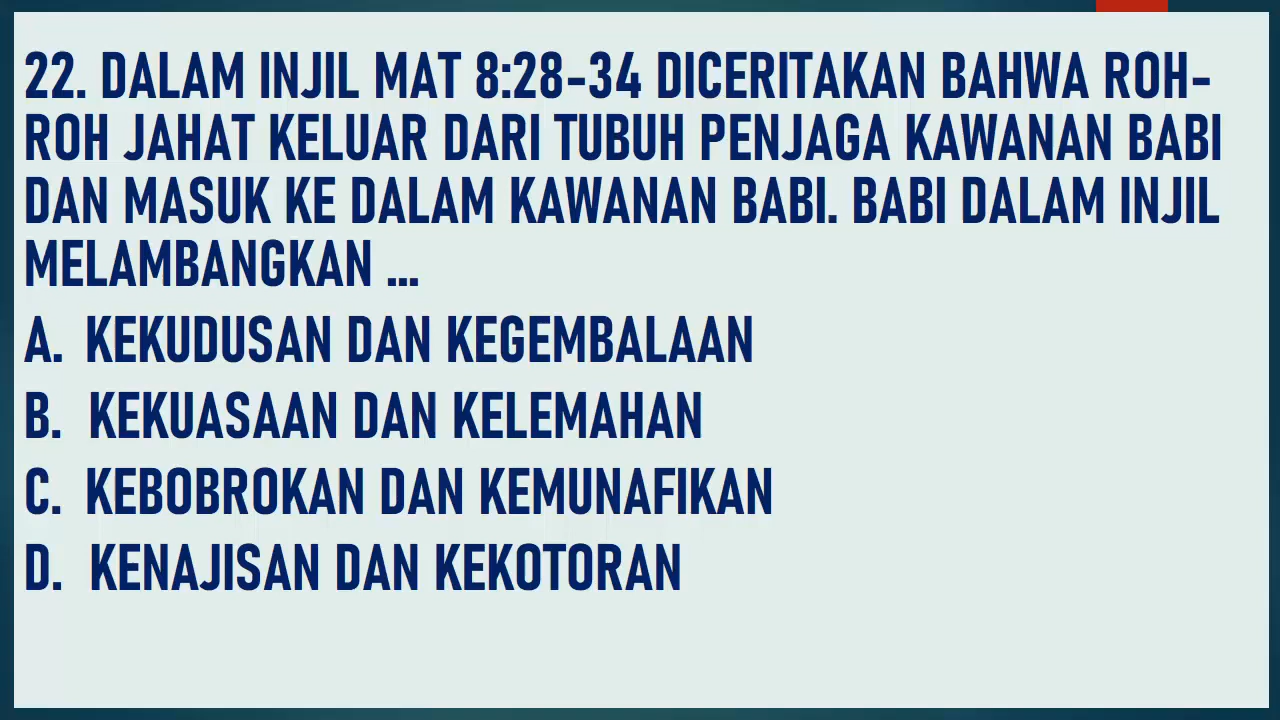 22. DALAM INJIL MAT 8:28-34 DICERITAKAN BAHWA ROH-
ROH JAHAT KELUAR DARI TUBUH PENJAGA KAWANAN BABI
DAN MASUK KE DALAM KAWANAN BABI. BABI DALAM INJIL
MELAMBANGKAN ...
A. KEKUDUSAN DAN KEGEMBALAAN
B. KEKUASAAN DAN KELEMAHAN
C. KEBOBROKAN DAN KEMUNAFIKAN
D. KENAJISAN DAN KEKOTORAN